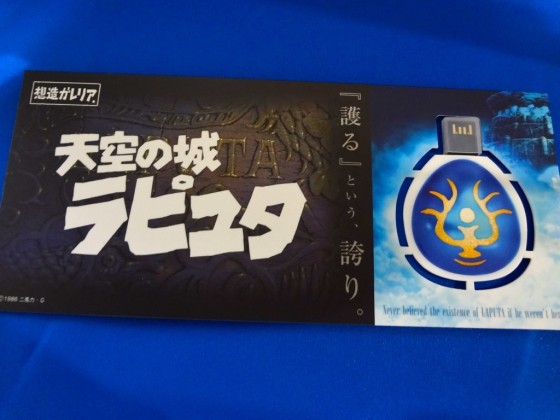 想造ガレリア
天空の城
ラピュタ
『護る』という、誇り。
©1986 二馬力・G
Never believed the existence of LAPUTA if he weren't